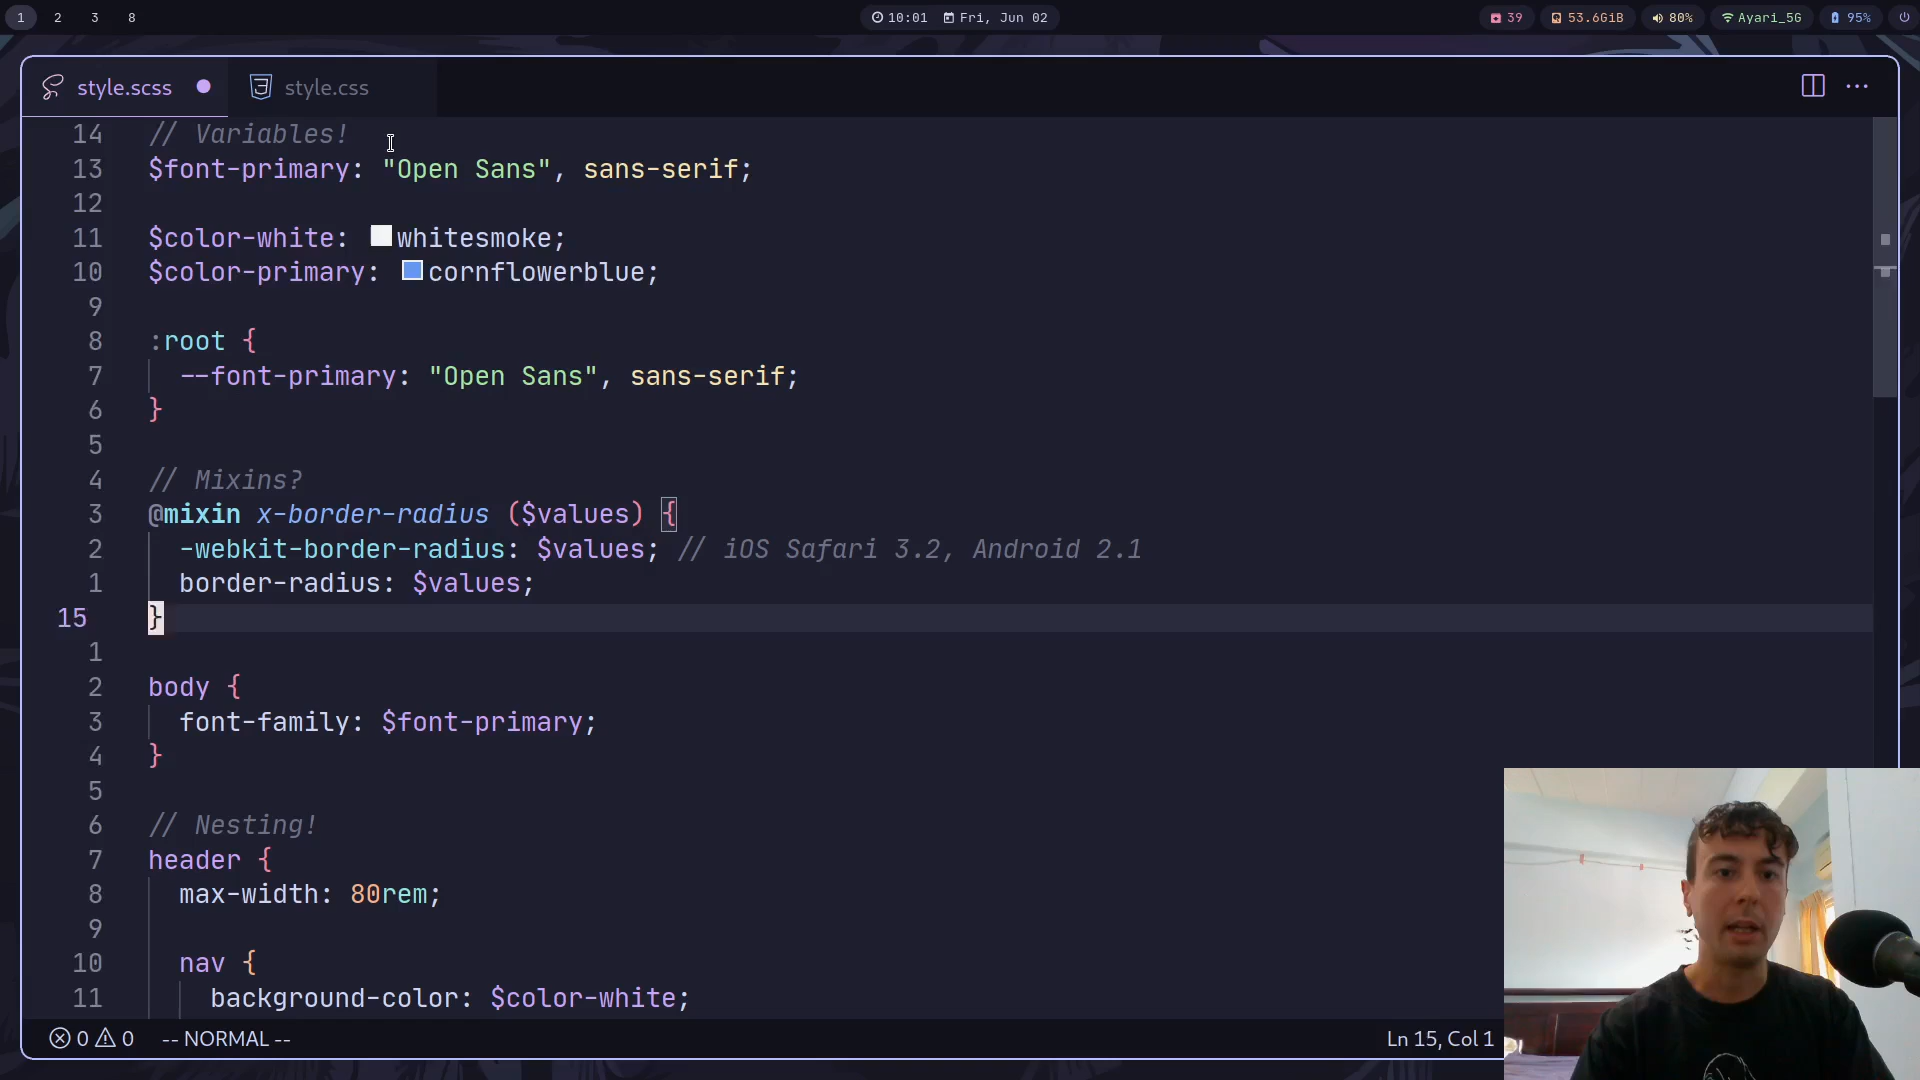 1 2 3 8 10:01 Fri, Jun 02 39 53.6GiB 80% Ayari_5G 95%
style.scss style.css
14 // Variables!
13 $font-primary: "Open Sans", sans-serif;
12
11 $color-white: whitesmoke;
10 $color-primary: cornflowerblue;
9
8 :root {
7 --font-primary: "Open Sans", sans-serif;
6 }
5
4 // Mixins?
3 @mixin x-border-radius ($values) {
2 -webkit-border-radius: $values; // iOS Safari 3.2, Android 2.1
1 border-radius: $values;
15 }
1
2 body {
3 font-family: $font-primary;
4 }
5
6 // Nesting!
7 header {
8 max-width: 80rem;
9
10 nav {
11 background-color: $color-white;
0 0 -- NORMAL -- Ln 15, Col 1